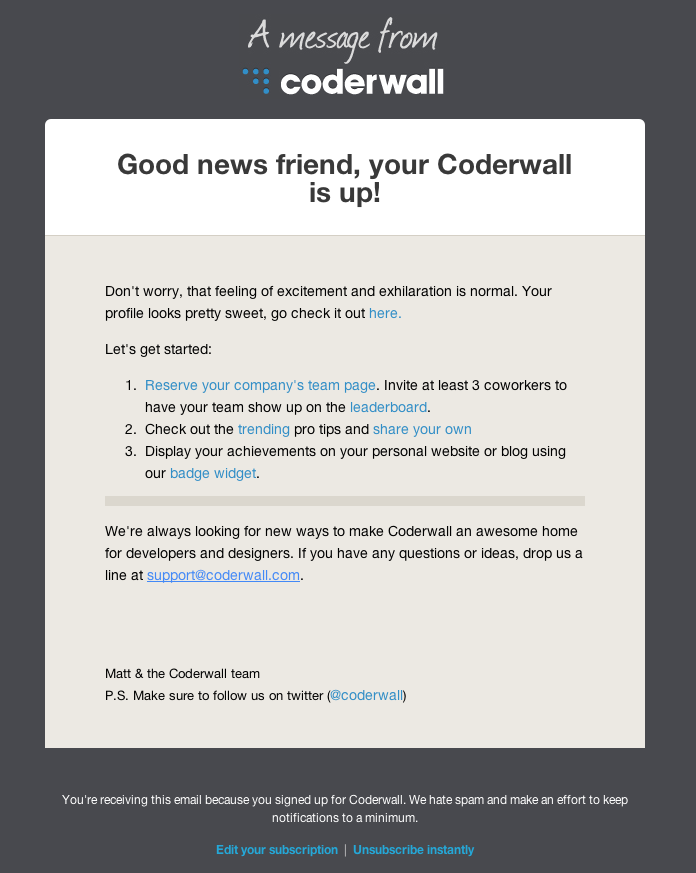 A message from
coderwall
Good news friend, your Coderwall
is up!
Don't worry, that feeling of excitement and exhilaration is normal. Your
profile looks pretty sweet, go check it out here.
Let's get started:
1. Reserve your company's team page. Invite at least 3 coworkers to
have your team show up on the leaderboard.
2. Check out the trending pro tips and share your own
3. Display your achievements on your personal website or blog using
our badge widget.
We're always looking for new ways to make Coderwall an awesome home
for developers and designers. If you have any questions or ideas, drop us a
line at support@coderwall.com.
Matt & the Coderwall team
P.S. Make sure to follow us on twitter (@coderwall)
You're receiving this email because you signed up for Coderwall. We hate spam and make an effort to keep
notifications to a minimum.
Edit your subscription | Unsubscribe instantly